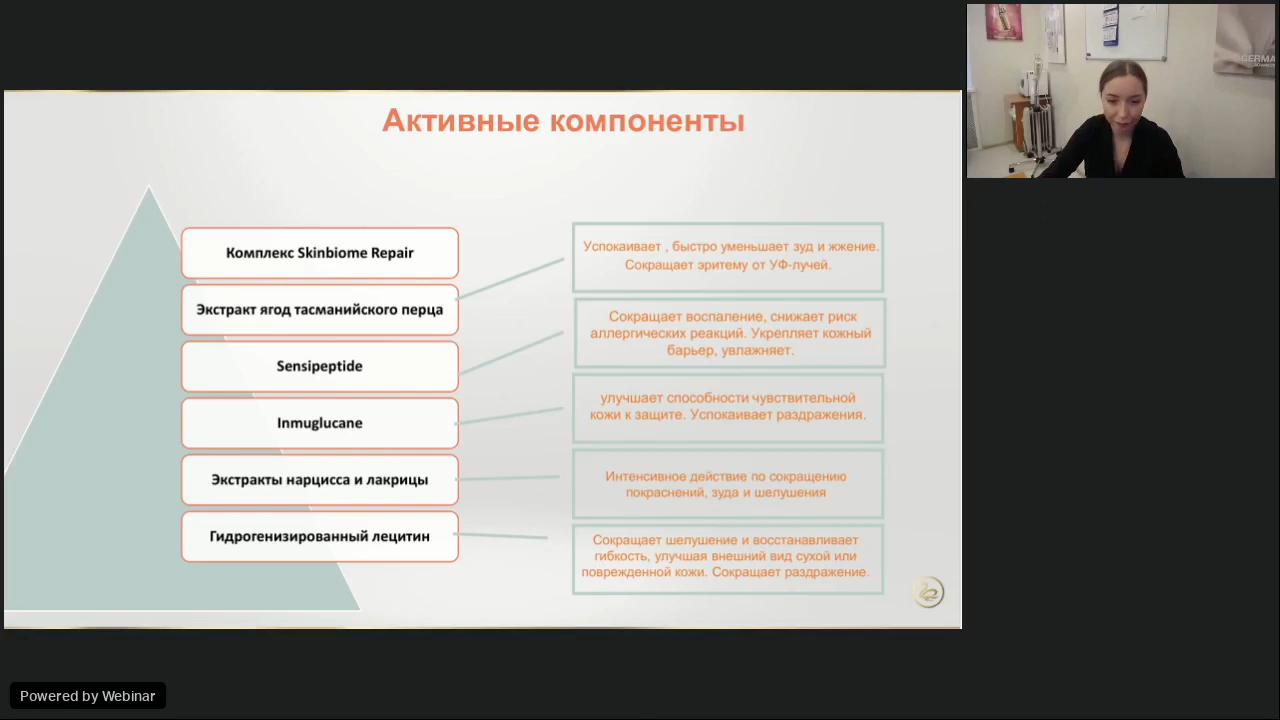 Активные компоненты
Комплекс Skinbiome Repair
Экстракт ягод тасманийского перца
Sensipeptide
Inmuglucane
Экстракты нарцисса и лакрицы
Гидрогенизированный лецитин
Успокаивает , быстро уменьшает зуд и жжение.
Сокращает эритему от УФ-лучей.
Сокращает воспаление, снижает риск
аллергических реакций. Укрепляет кожный
барьер, увлажняет.
улучшает способности чувствительной
кожи к защите. Успокаивает раздражения.
Интенсивное действие по сокращению
покраснений, зуда и шелушения
Сокращает шелушение и восстанавливает
гибкость, улучшая внешний вид сухой или
поврежденной кожи. Сокращает раздражение.
Powered by Webinar